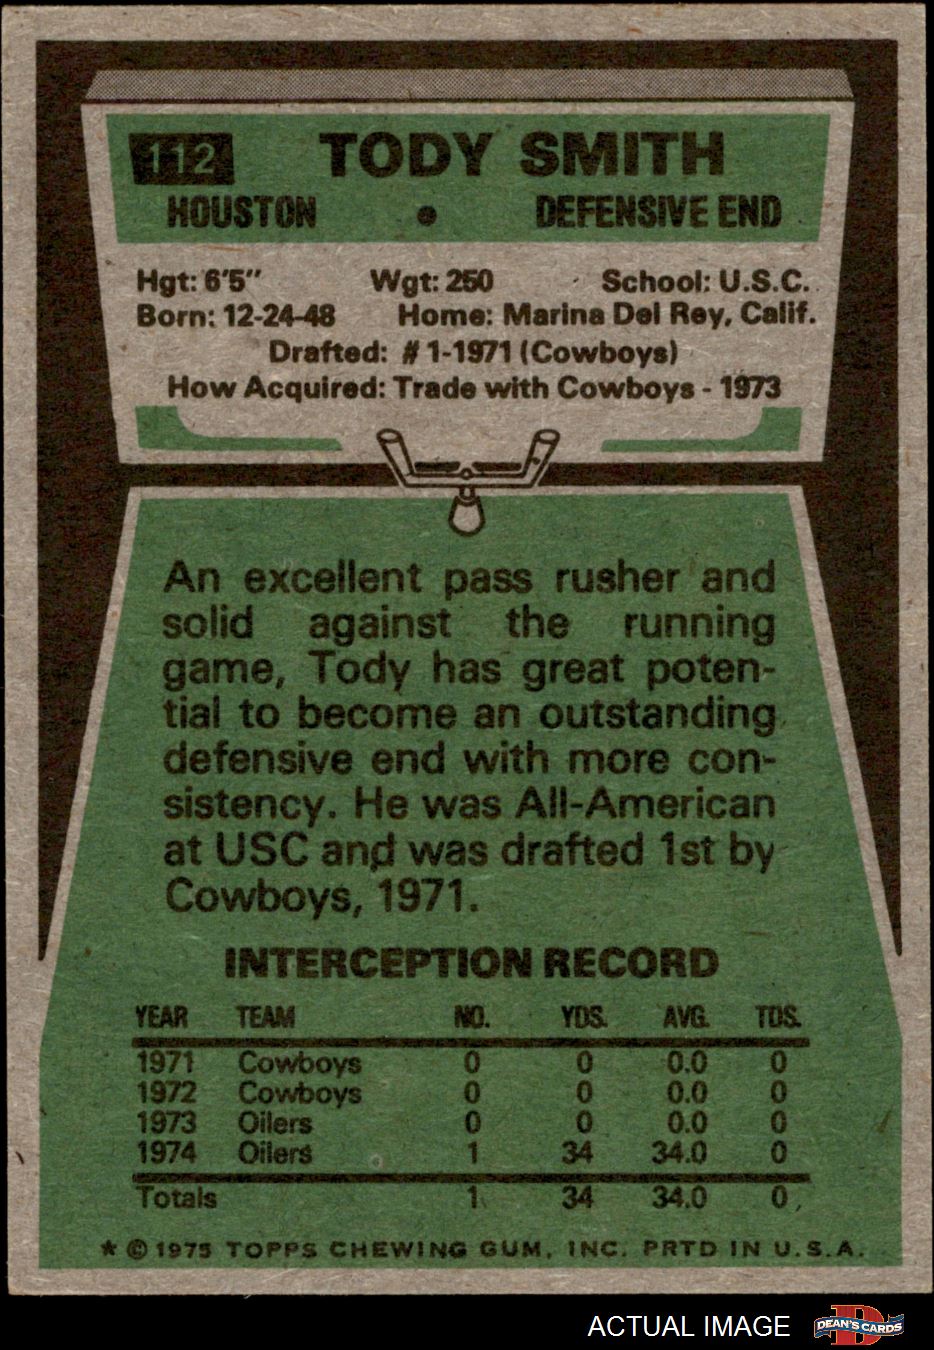 112 TODY SMITH
HOUSTON • DEFENSIVE END
Hgt: 6'5" Wgt: 250 School: U.S.C.
Born: 12-24-48 Home: Marina Del Rey, Calif.
Drafted: #1-1971 (Cowboys)
How Acquired: Trade with Cowboys - 1973
An excellent pass rusher and
solid against the running
game, Tody has great poten-
tial to become an outstanding
defensive end with more con-
sistency. He was All-American
at USC and was drafted 1st by
Cowboys, 1971.
INTERCEPTION RECORD
YEAR TEAM NO. YDS. AVG. TDS.
1971 Cowboys 0 0 0.0 0
1972 Cowboys 0 0 0.0 0
1973 Oilers 0 0 0.0 0
1974 Oilers 1 34 34.0 0
Totals 1 34 34.0 0
* © 1975 TOPPS CHEWING GUM, INC. PRTD IN U.S.A.
ACTUAL IMAGE DEAN'S CARDS